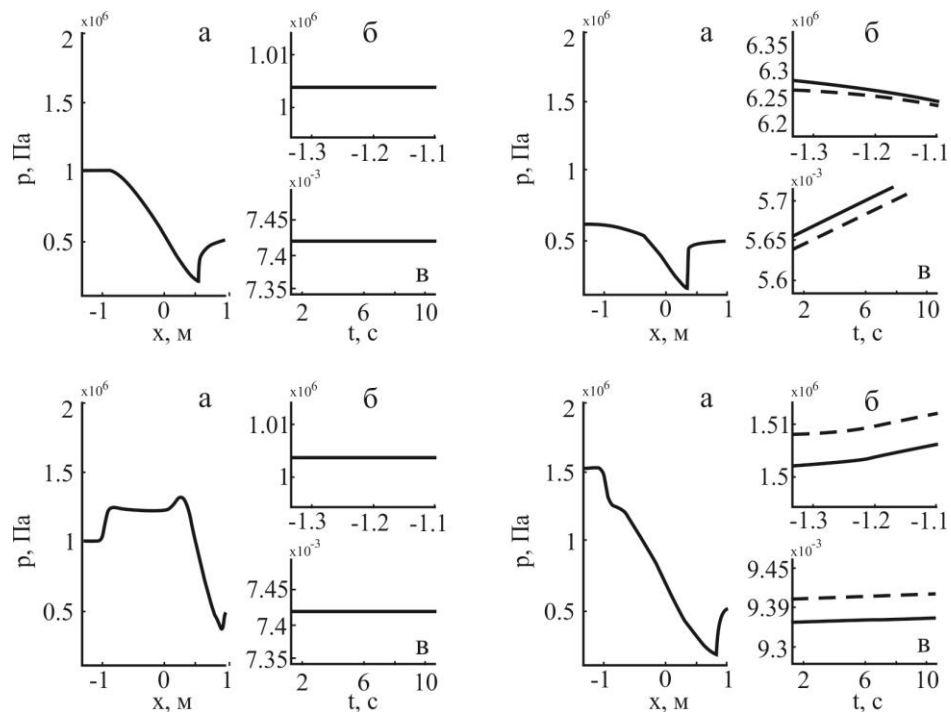 x10⁶
2
1.5
1
0.5
p, Па
-1 0 1
x, м
а
б
x10⁶
1.01
1
-1.3 -1.2 -1.1
x10⁻³
7.45
7.4
7.35
в
2 6 10
t, с
x10⁶
2
1.5
1
0.5
p, Па
-1 0 1
x, м
а
б
x10⁶
6.35
6.3
6.25
6.2
-1.3 -1.2 -1.1
x10⁻³
5.7
5.65
5.6
в
2 6 10
t, с
x10⁶
2
1.5
1
0.5
p, Па
-1 0 1
x, м
а
б
x10⁶
1.01
1
-1.3 -1.2 -1.1
x10⁻³
7.45
7.4
7.35
в
2 6 10
t, с
x10⁶
2
1.5
1
0.5
p, Па
-1 0 1
x, м
а
б
x10⁶
1.51
1.5
-1.3 -1.2 -1.1
x10⁻³
9.45
9.39
9.3
в
2 6 10
t, с